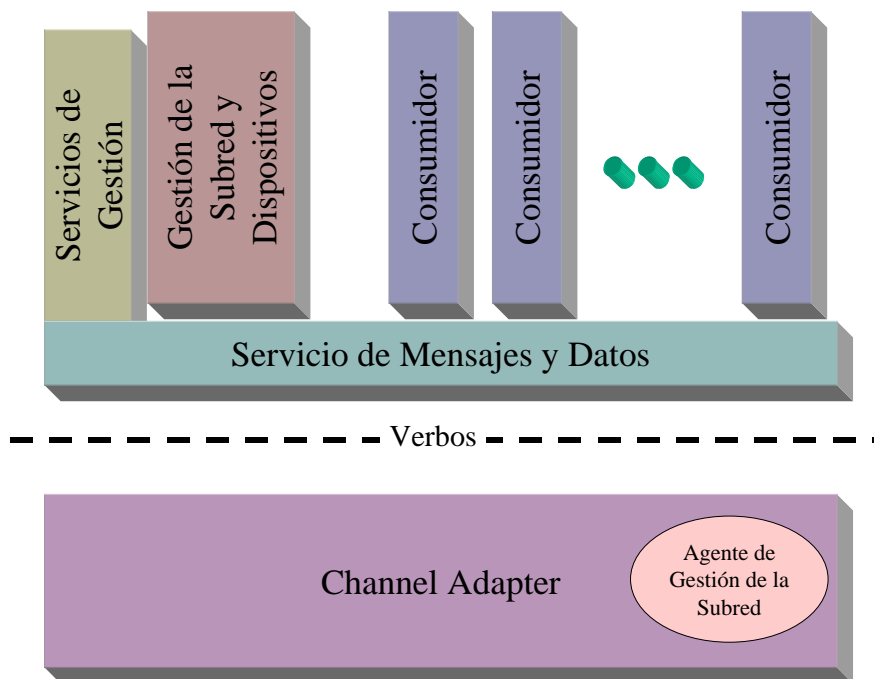 Servicios de
Gestión
Gestión de la
Subred y
Dispositivos
Consumidor
Consumidor
Consumidor
Servicio de Mensajes y Datos
Verbos
Channel Adapter
Agente de
Gestión de la
Subred